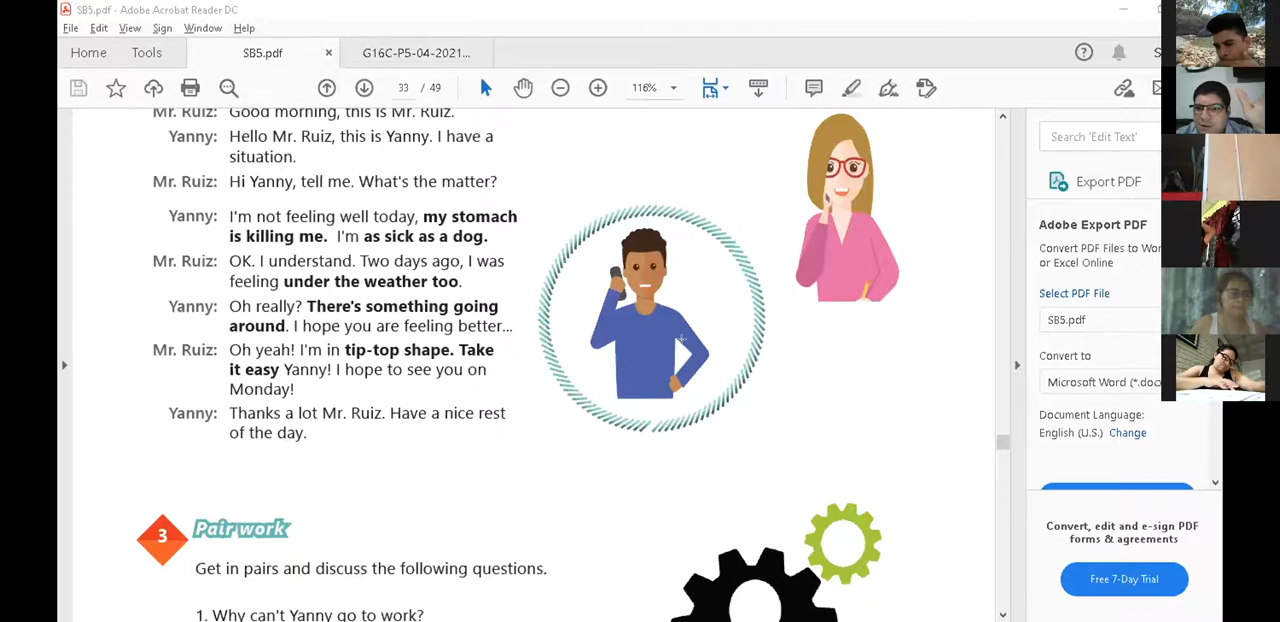 SB5.pdf - Adobe Acrobat Reader DC
File Edit View Sign Window Help
Home Tools SB5.pdf × G16C-P5-04-2021...
33 / 49 116%
Mr. Ruiz: Good morning, this is Mr. Ruiz.
Yanny: Hello Mr. Ruiz, this is Yanny. I have a
situation.
Mr. Ruiz: Hi Yanny, tell me. What's the matter?
Yanny: I'm not feeling well today, my stomach
is killing me. I'm as sick as a dog.
Mr. Ruiz: OK. I understand. Two days ago, I was
feeling under the weather too.
Yanny: Oh really? There's something going
around. I hope you are feeling better...
Mr. Ruiz: Oh yeah! I'm in tip-top shape. Take
it easy Yanny! I hope to see you on
Monday!
Yanny: Thanks a lot Mr. Ruiz. Have a nice rest
of the day.
3 Pair work
Get in pairs and discuss the following questions.
1. Why can't Yanny go to work?
Search 'Edit Text'
Export PDF
Adobe Export PDF
Convert PDF Files to Wor
or Excel Online
Select PDF File
SB5.pdf
Convert to
Microsoft Word (*.doc
Document Language:
English (U.S.) Change
Convert, edit and e-sign PDF
forms & agreements
Free 7-Day Trial